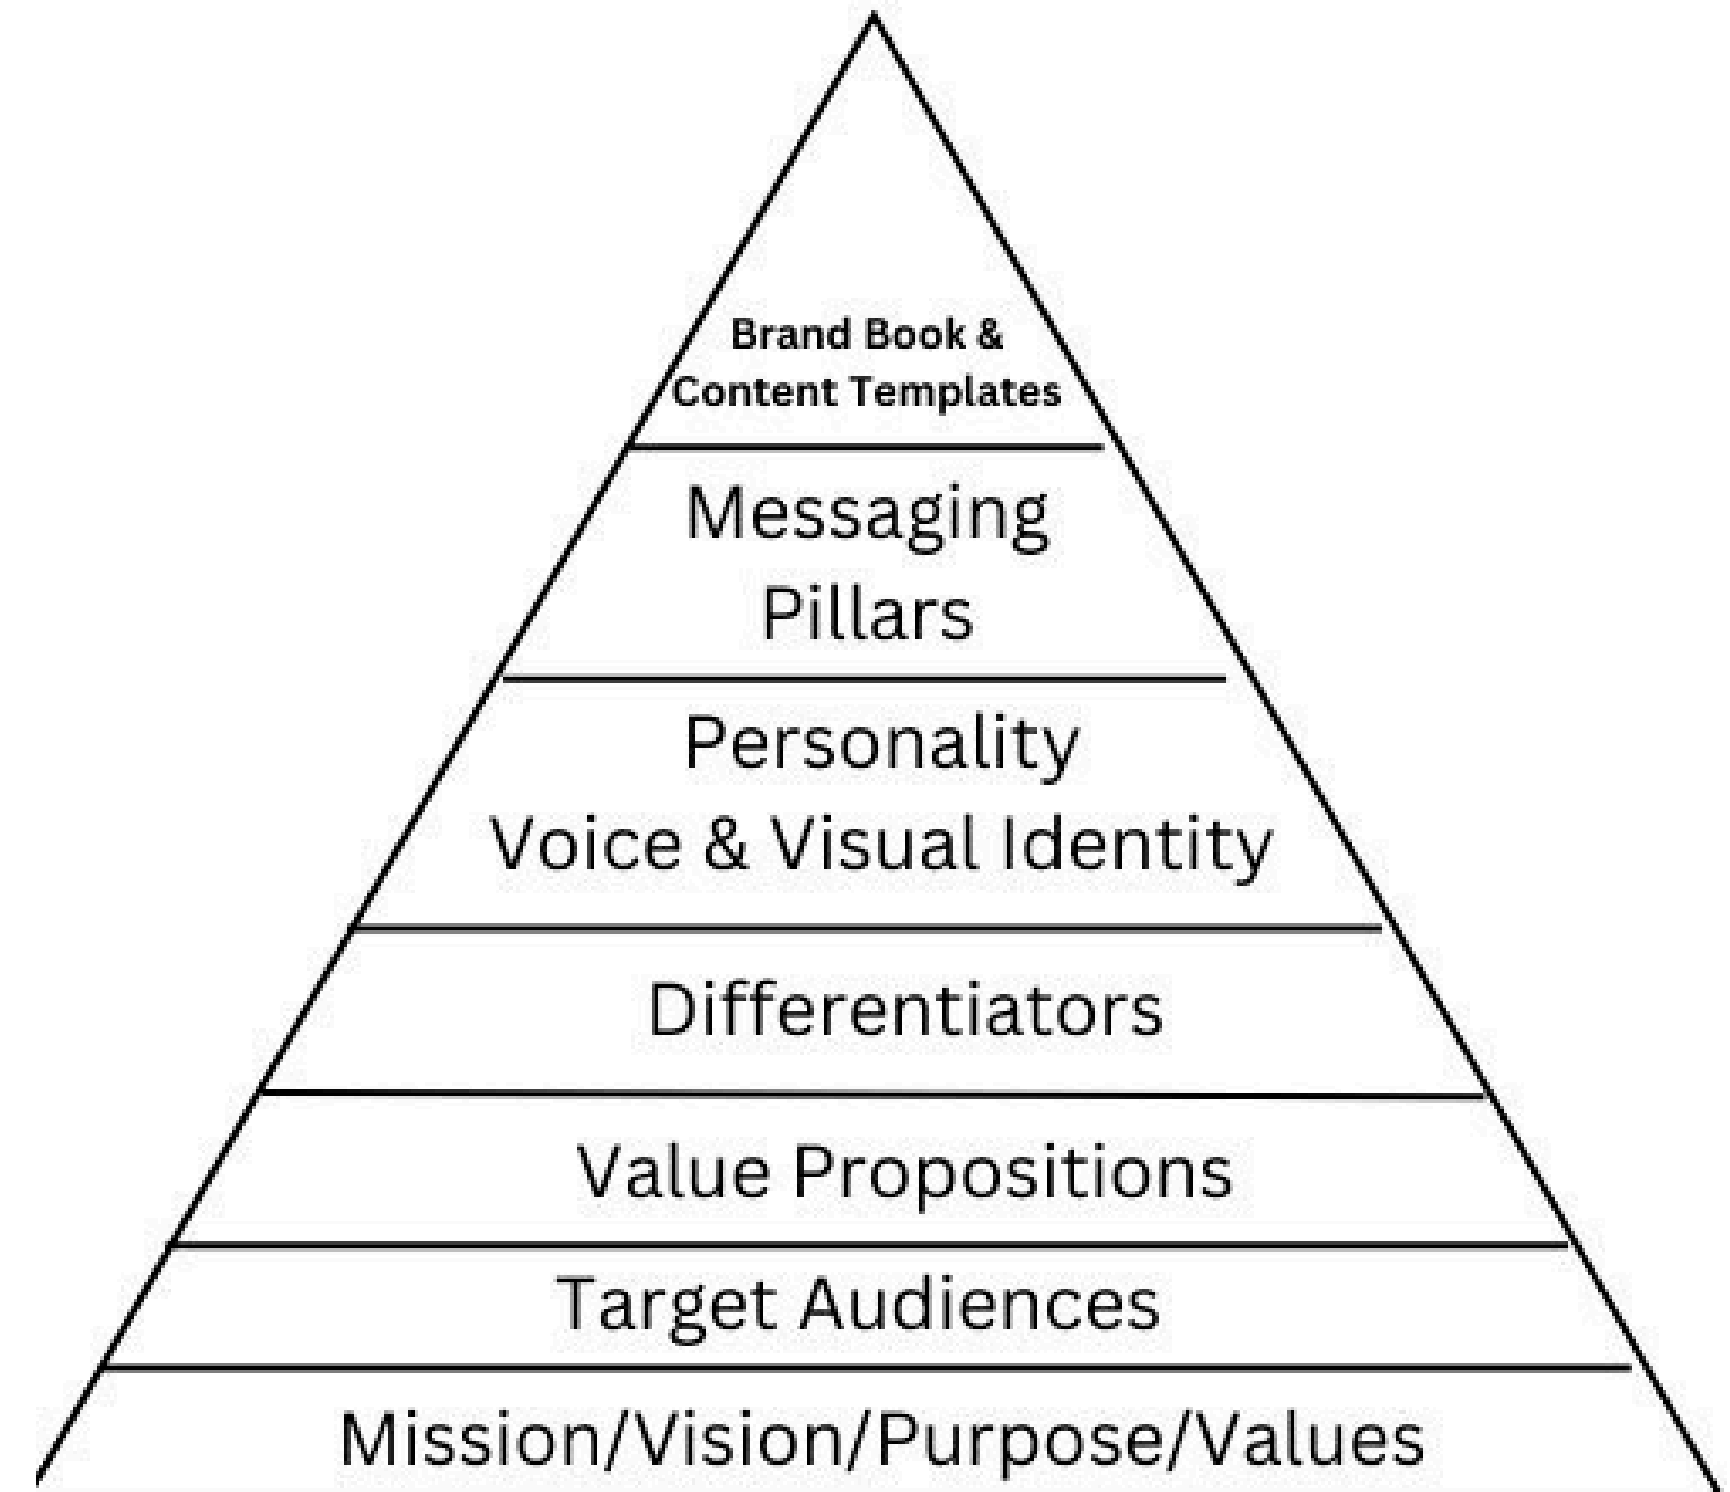 Brand Book &
Content Templates
Messaging
Pillars
Personality
Voice & Visual Identity
Differentiators
Value Propositions
Target Audiences
Mission/Vision/Purpose/Values